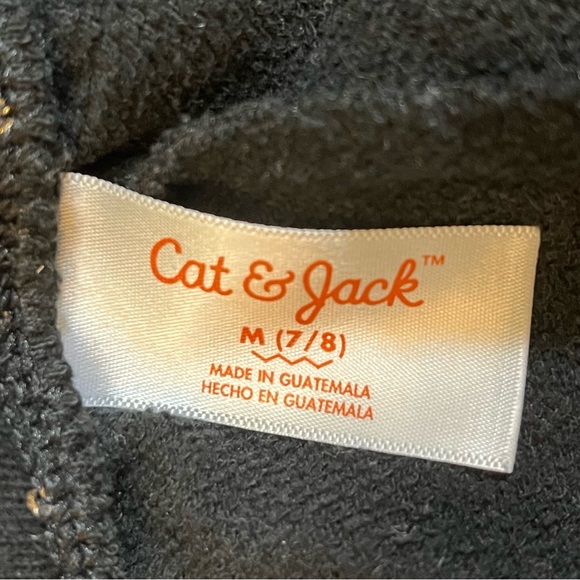 Cat & Jack™
M (7/8)
MADE IN GUATEMALA
HECHO EN GUATEMALA